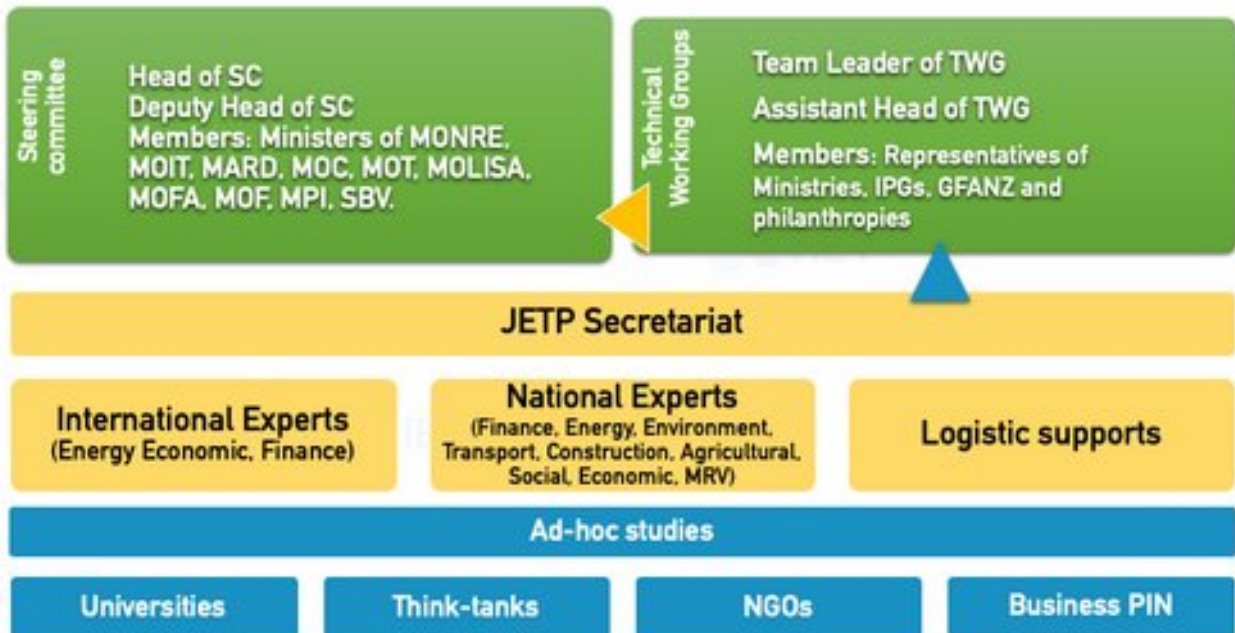 Steering
committee
Head of SC
Deputy Head of SC
Members: Ministers of MONRE,
MOIT, MARD, MOC, MOT, MOLISA,
MOFA, MOF, MPI, SBV.
Technical
Working Groups
Team Leader of TWG
Assistant Head of TWG
Members: Representatives of
Ministries, IPGs, GFANZ and
philanthropies
JETP Secretariat
International Experts
(Energy Economic, Finance)
National Experts
(Finance, Energy, Environment,
Transport, Construction, Agricultural,
Social, Economic, MRV)
Logistic supports
Ad-hoc studies
Universities
Think-tanks
NGOs
Business PIN